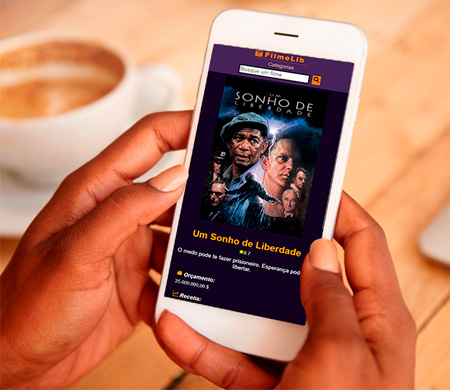 FilmeLib
Categorias
Busque um filme
UM
SONHO DE
LIBERDADE
Um Sonho de Liberdade
8.7
O medo pode te fazer prisioneiro. Esperança pod
libertar.
Orçamento:
25.000.000,00 $
Receita: